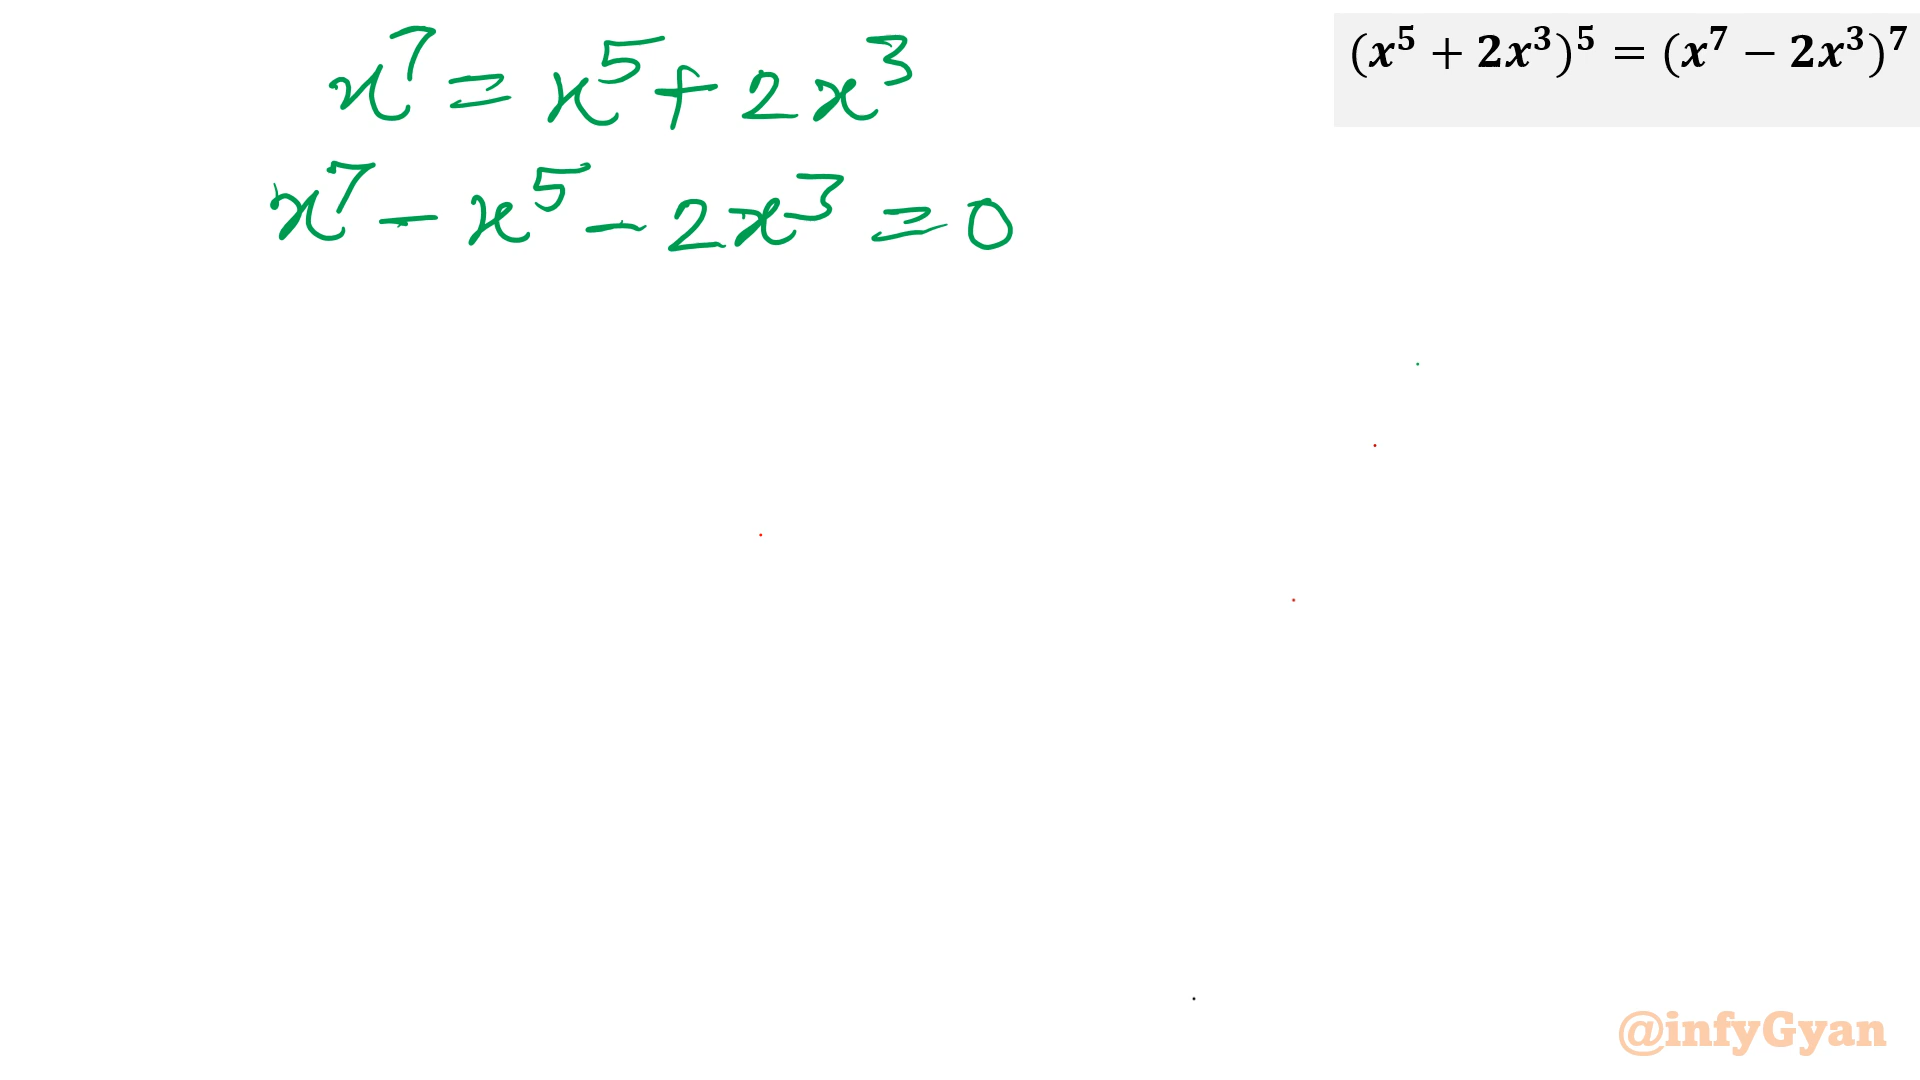 x⁷ = x⁵ + 2x³
(x⁵ + 2x³)⁵ = (x⁷ − 2x³)⁷
x⁷ − x⁵ − 2x³ = 0
@infyGyan